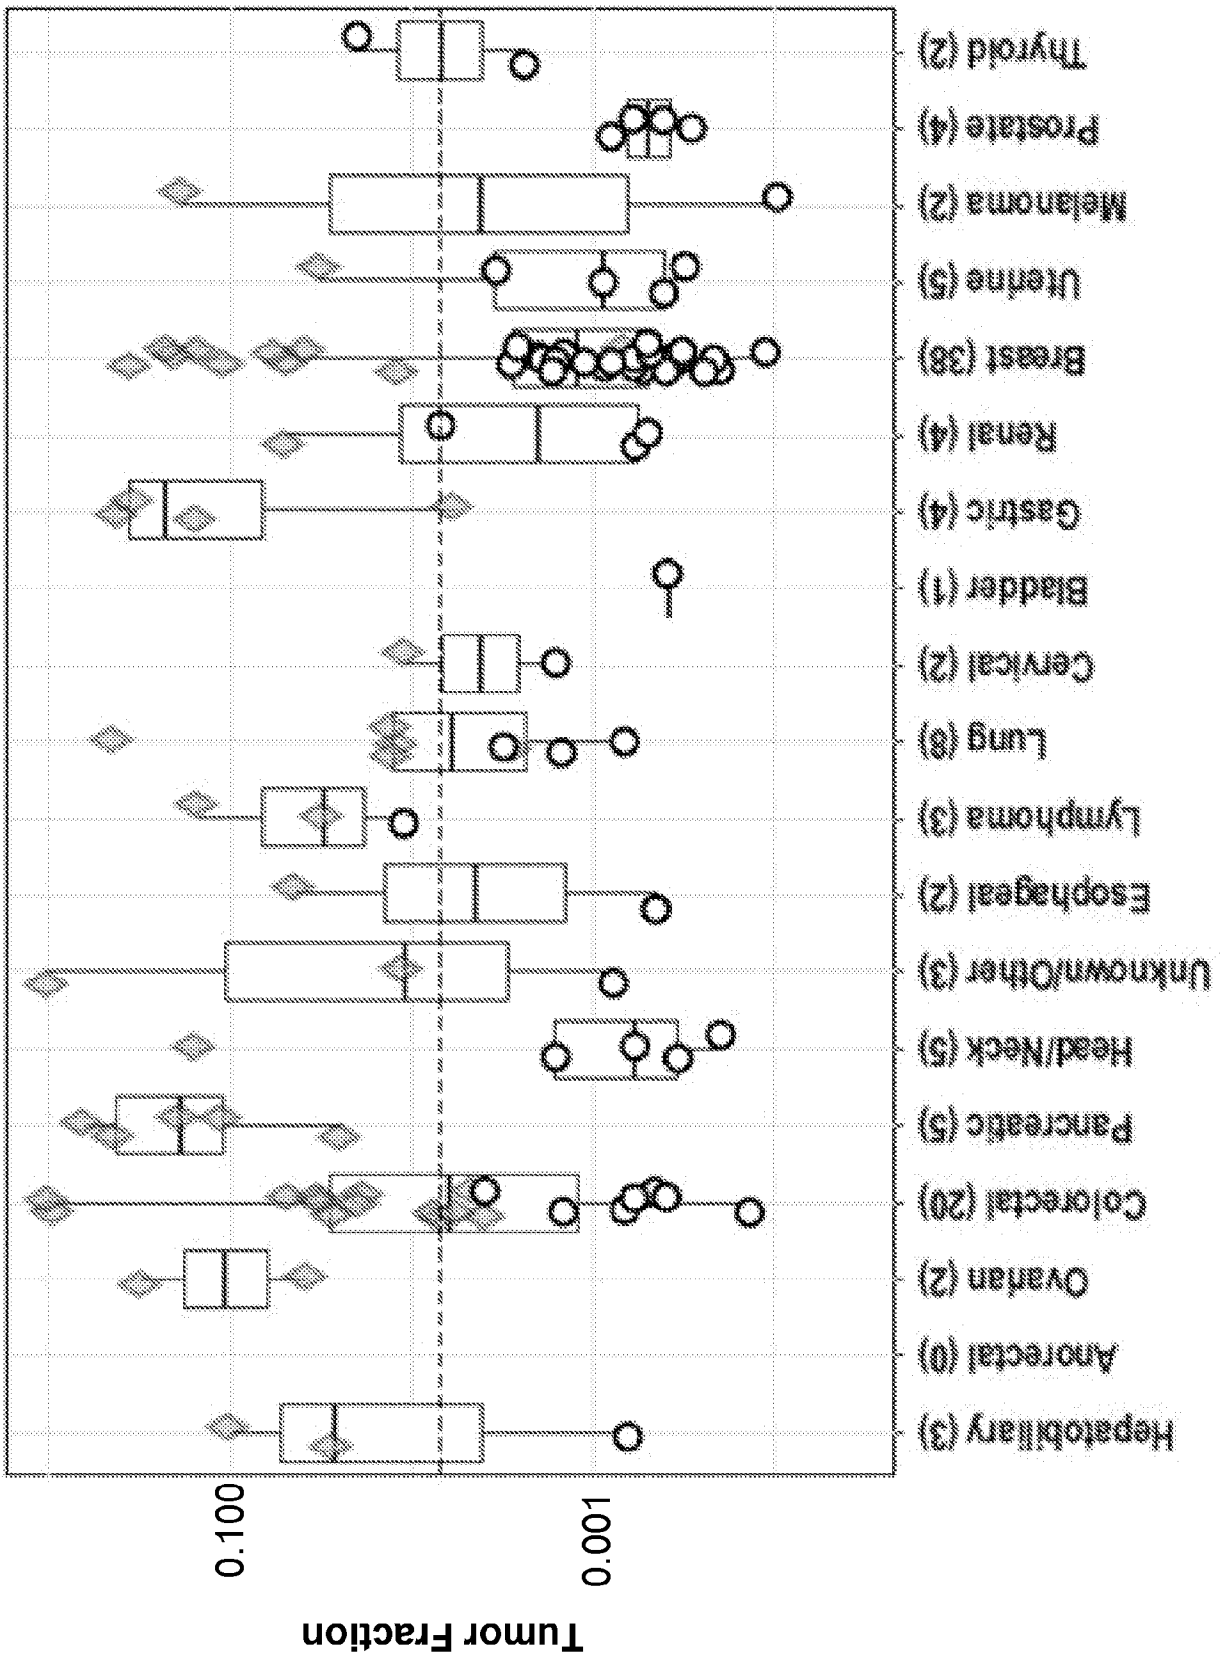 Thyroid (2)
Prostate (4)
Melanoma (2)
Uterine (5)
Breast (38)
Renal (4)
Gastric (4)
Bladder (1)
Cervical (2)
Lung (8)
Lymphoma (3)
Esophageal (2)
Unknown/Other (3)
Head/Neck (5)
Pancreatic (5)
Colorectal (20)
Ovarian (2)
Anorectal (0)
Hepatobiliary (3)
0.100
0.001
Tumor Fraction